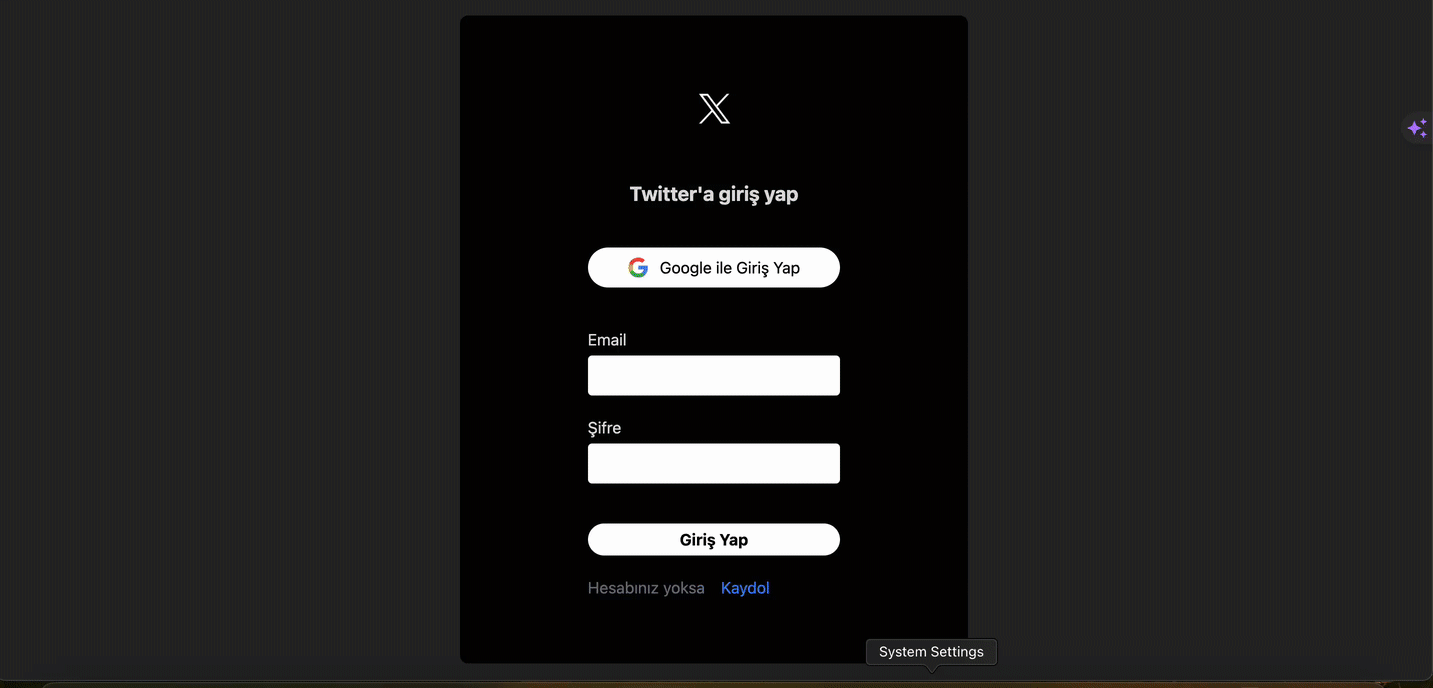 Twitter'a giriş yap
Google ile Giriş Yap
Email
Şifre
Giriş Yap
Hesabınız yoksa Kaydol
System Settings